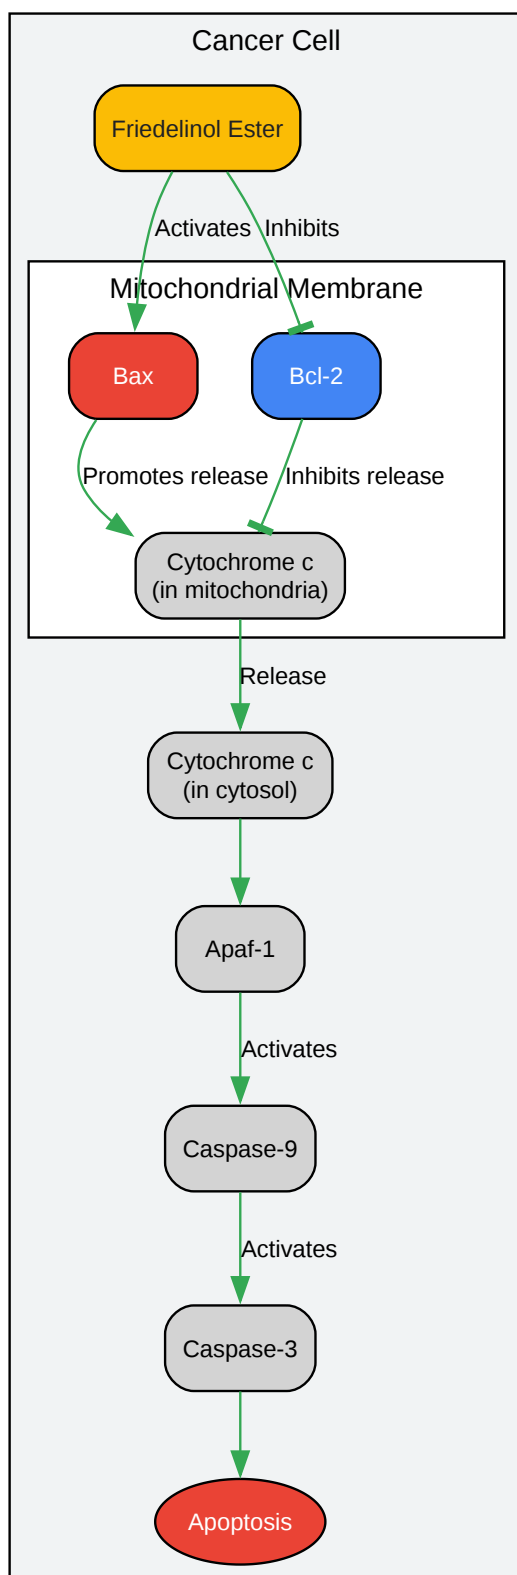 Cancer Cell
Friedelinol Ester
Activates
Inhibits
Mitochondrial Membrane
Bax
Bcl-2
Promotes release
Inhibits release
Cytochrome c
(in mitochondria)
Release
Cytochrome c
(in cytosol)
Apaf-1
Activates
Caspase-9
Activates
Caspase-3
Apoptosis